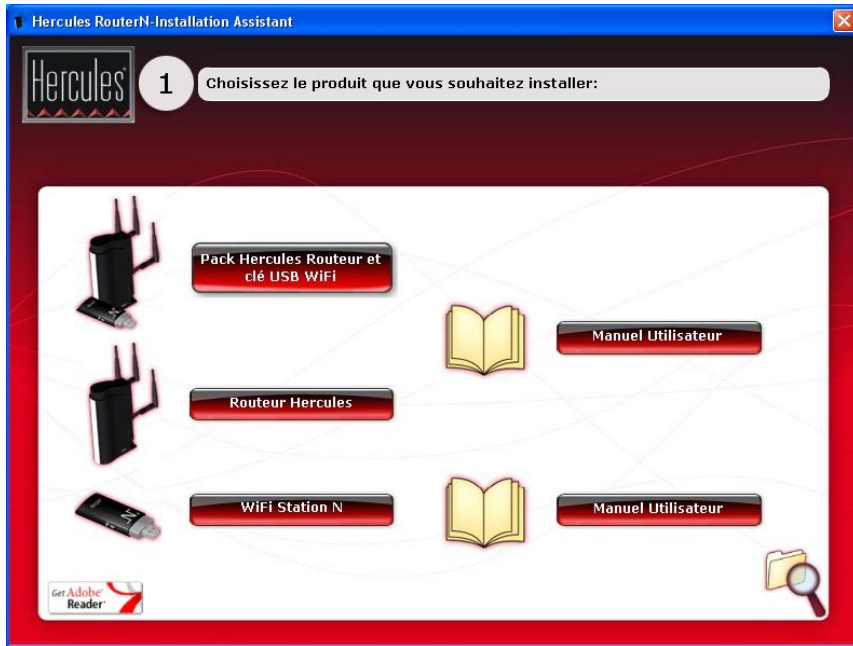 Hercules RouterN-Installation Assistant
Hercules
1
Choisissez le produit que vous souhaitez installer:
Pack Hercules Routeur et
clé USB WiFi
Manuel Utilisateur
Routeur Hercules
WiFi Station N
Manuel Utilisateur
Get Adobe
Reader